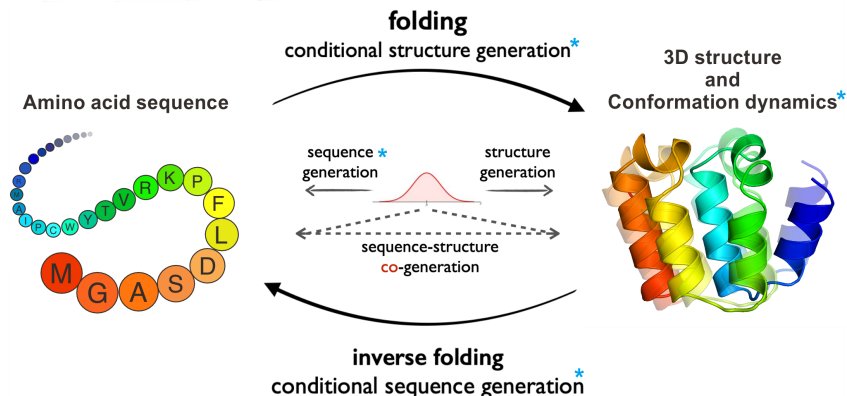 folding
conditional structure generation*
Amino acid sequence
3D structure
and
Conformation dynamics*
sequence *
generation
structure
generation
sequence-structure
co-generation
M
G
A
S
D
L
F
P
K
R
V
T
Y
W
C
P
I
A
inverse folding
conditional sequence generation*